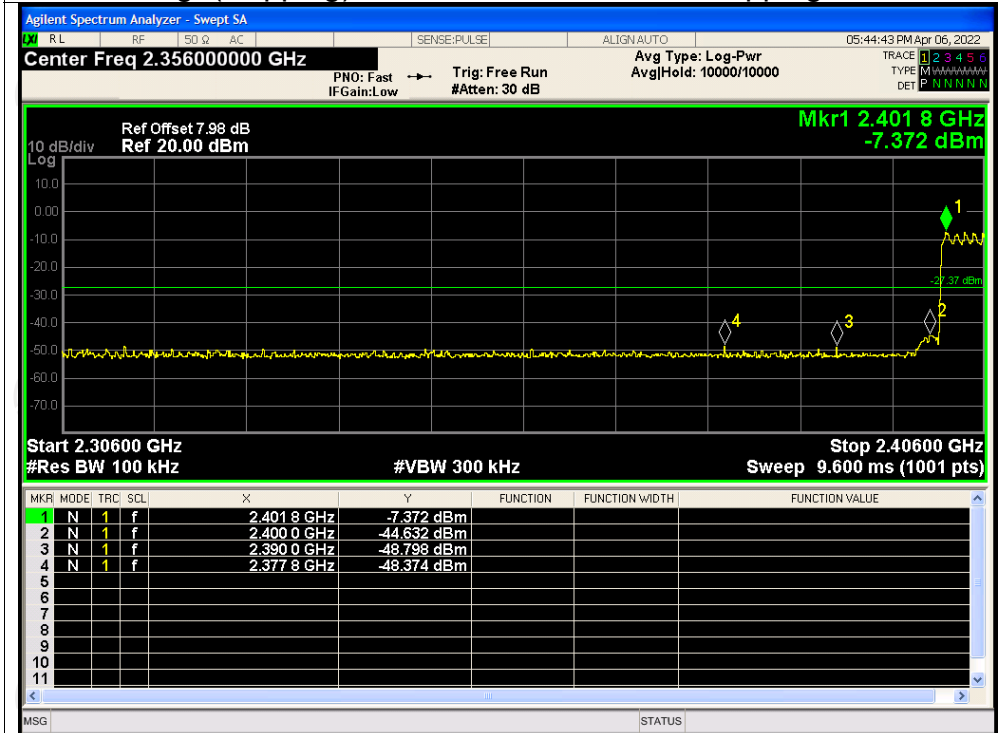 Agilent Spectrum Analyzer - Swept SA
LXI RL RF 50 Ω AC SENSE:PULSE ALIGN AUTO 05:44:43 PM Apr 06, 2022
Center Freq 2.356000000 GHz
PNO: Fast
IFGain:Low
Trig: Free Run
#Atten: 30 dB
Avg Type: Log-Pwr
Avg|Hold: 10000/10000
TRACE 1 2 3 4 5 6
TYPE M
DET P N N N N N
Mkr1 2.401 8 GHz
-7.372 dBm
Ref Offset 7.98 dB
10 dB/div Ref 20.00 dBm
Log
10.0
0.00
-10.0
-20.0
-30.0
-40.0
-50.0
-60.0
-70.0
1
-27.37 dBm
2
3
4
Start 2.30600 GHz Stop 2.40600 GHz
#Res BW 100 kHz #VBW 300 kHz Sweep 9.600 ms (1001 pts)
MKR MODE TRC SCL X Y FUNCTION FUNCTION WIDTH FUNCTION VALUE
1 N 1 f 2.401 8 GHz -7.372 dBm
2 N 1 f 2.400 0 GHz -44.632 dBm
3 N 1 f 2.390 0 GHz -48.798 dBm
4 N 1 f 2.377 8 GHz -48.374 dBm
5
6
7
8
9
10
11
MSG STATUS